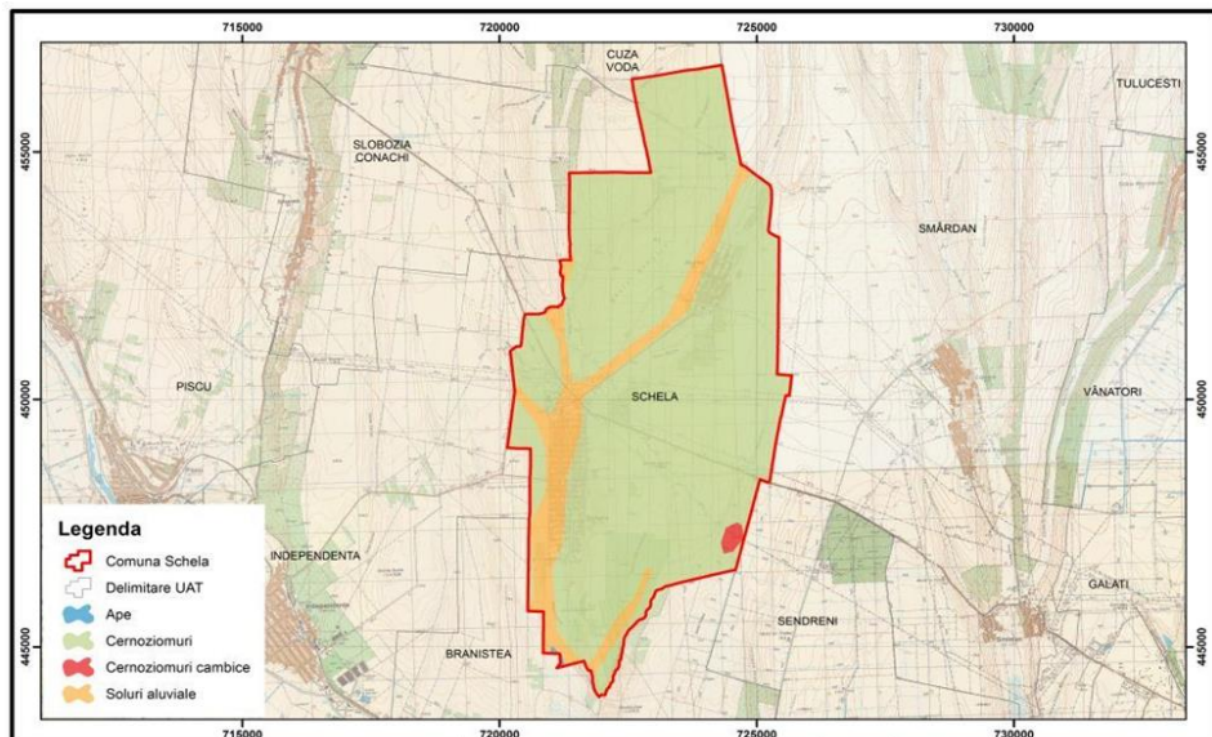 715000
720000
725000
730000
CUZA
VODA
TULUCESTI
455000
455000
SLOBOZIA
CONACHI
SMÂRDAN
PISCU
SCHELA
VÂNATORI
450000
450000
Legenda
Comuna Schela
Delimitare UAT
Ape
Cernoziomuri
Cernoziomuri cambice
Soluri aluviale
INDEPENDENTA
GALATI
SENDRENI
BRANISTEA
445000
445000
715000
720000
725000
730000